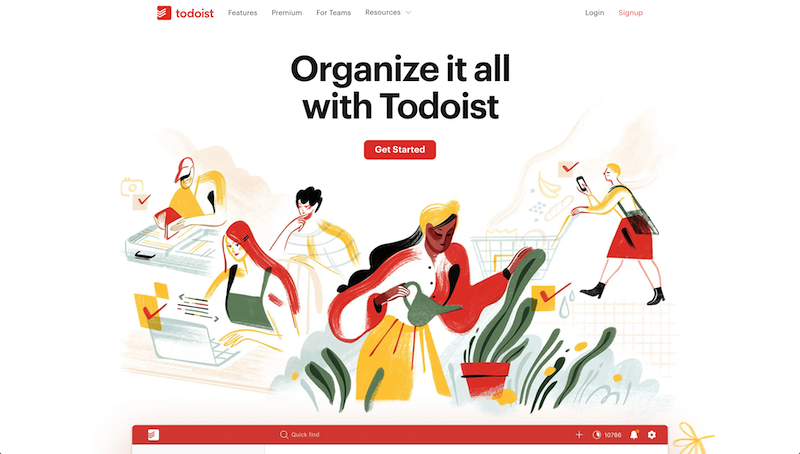 todoist Features Premium For Teams Resources Login Signup
Organize it all
with Todoist
Get Started
Quick find 10786